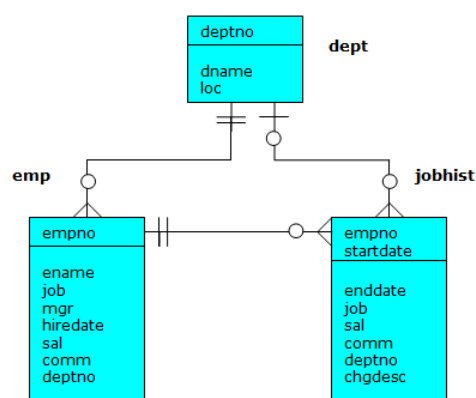 deptno
dept
dname
loc
emp
jobhist
empno
ename
job
mgr
hiredate
sal
comm
deptno
empno
startdate
enddate
job
sal
comm
deptno
chgdesc